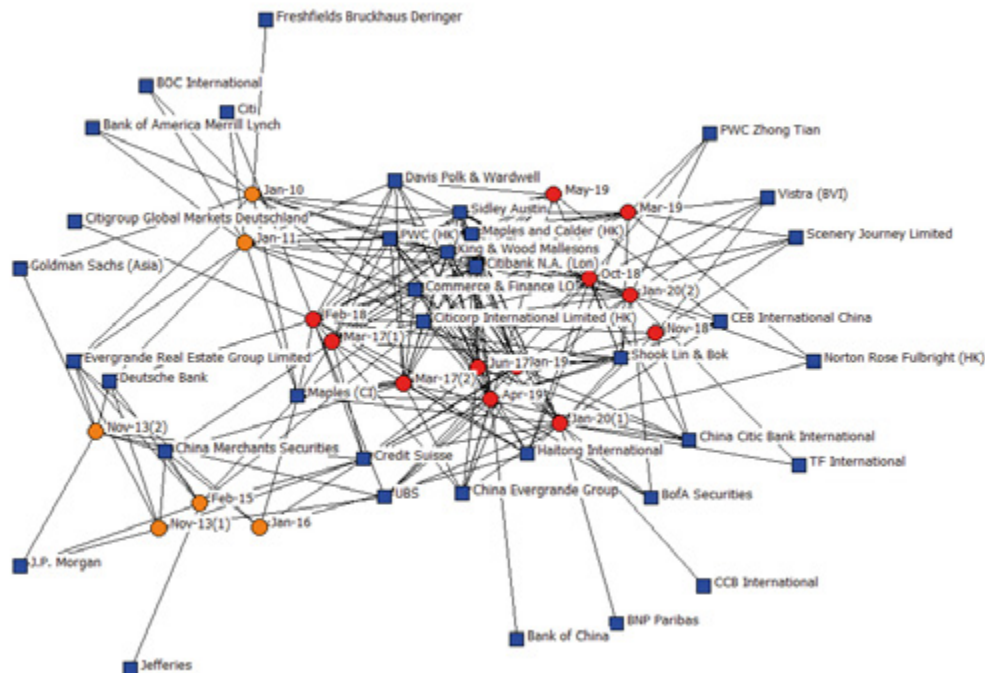 Freshfields Bruckhaus Deringer
BOC International
Citi
Bank of America Merrill Lynch
PWC Zhong Tian
Davis Polk & Wardwell
Jan-10
May-19
Vistra (BVI)
Citigroup Global Markets Deutschland
Sidley Austin
Mar-19
Maples and Calder (HK)
PWC (HK)
Scenery Journey Limited
Jan-11
King & Wood Mallesons
Goldman Sachs (Asia)
Citibank N.A. (Lon)
Oct-18
Commerce & Finance LO
Jan-20(2)
Feb-18
Citicorp International Limited (HK)
CEB International China
Mar-17(1)
Nov-18
Evergrande Real Estate Group Limited
Shook Lin & Bok
Norton Rose Fulbright (HK)
Jun-17
Jan-19
Deutsche Bank
Mar-17(2)
Maples (CI)
Apr-19
Jan-20(1)
Nov-13(2)
China Citic Bank International
China Merchants Securities
Credit Suisse
Haitong International
TF International
UBS
China Evergrande Group
BofA Securities
Feb-15
Nov-13(1)
Jan-16
J.P. Morgan
CCB International
BNP Paribas
Bank of China
Jefferies